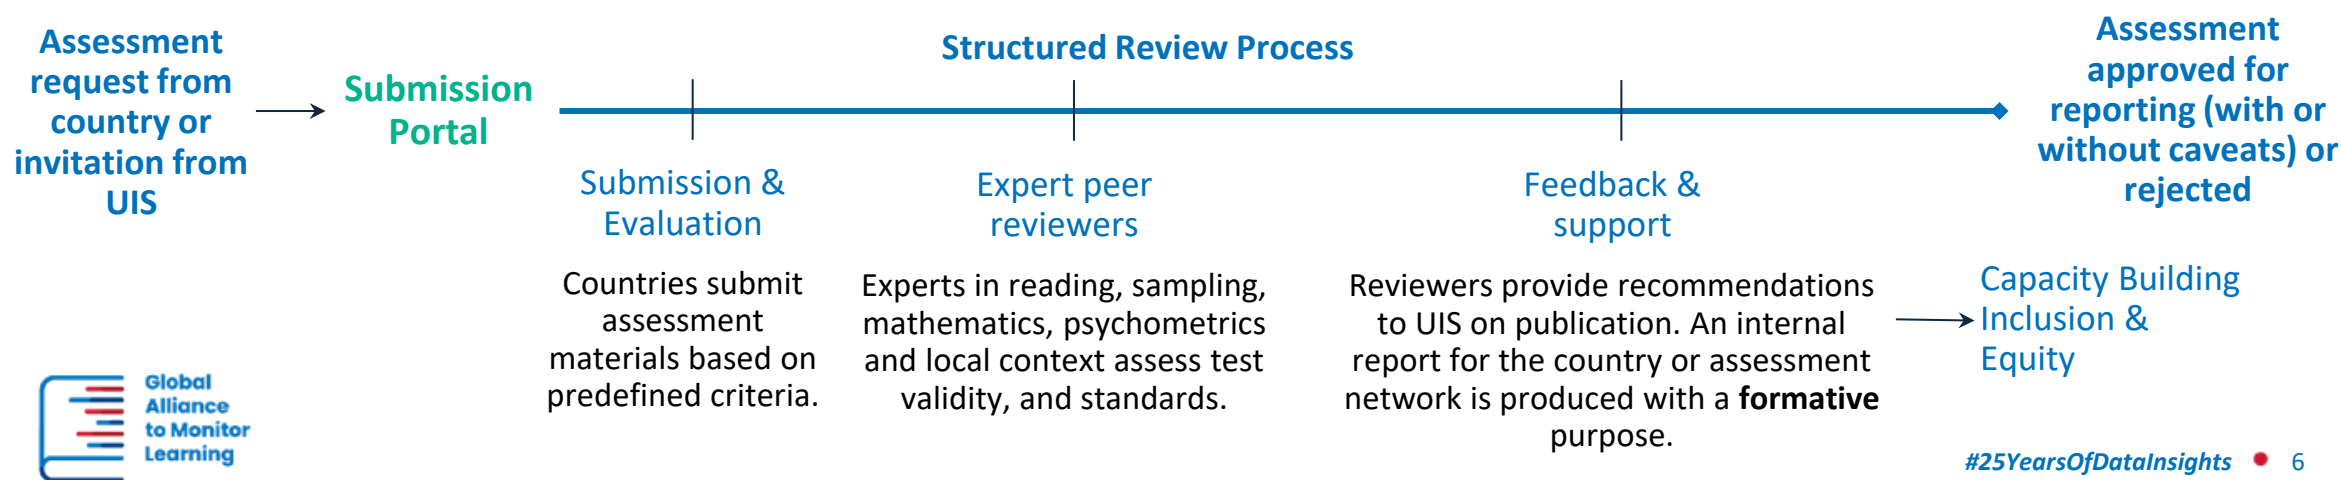 Assessment
request from
country or
invitation from
UIS
Submission
Portal
Structured Review Process
Submission &
Evaluation
Countries submit
assessment
materials based on
predefined criteria.
Expert peer
reviewers
Experts in reading, sampling,
mathematics, psychometrics
and local context assess test
validity, and standards.
Feedback &
support
Reviewers provide recommendations
to UIS on publication. An internal
report for the country or assessment
network is produced with a formative
purpose.
Assessment
approved for
reporting (with or
without caveats) or
rejected
Capacity Building
Inclusion &
Equity
Global
Alliance
to Monitor
Learning
#25YearsOfDataInsights • 6